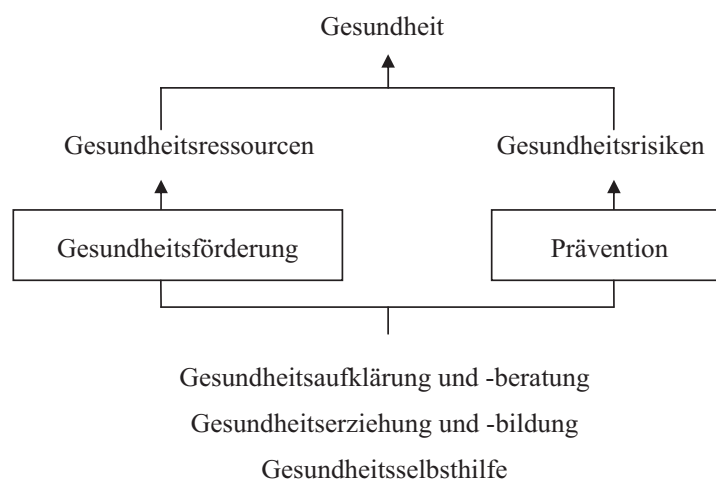 Gesundheit
Gesundheitsressourcen
Gesundheitsrisiken
Gesundheitsförderung
Prävention
Gesundheitsaufklärung und -beratung
Gesundheitserziehung und -bildung
Gesundheitsselbsthilfe